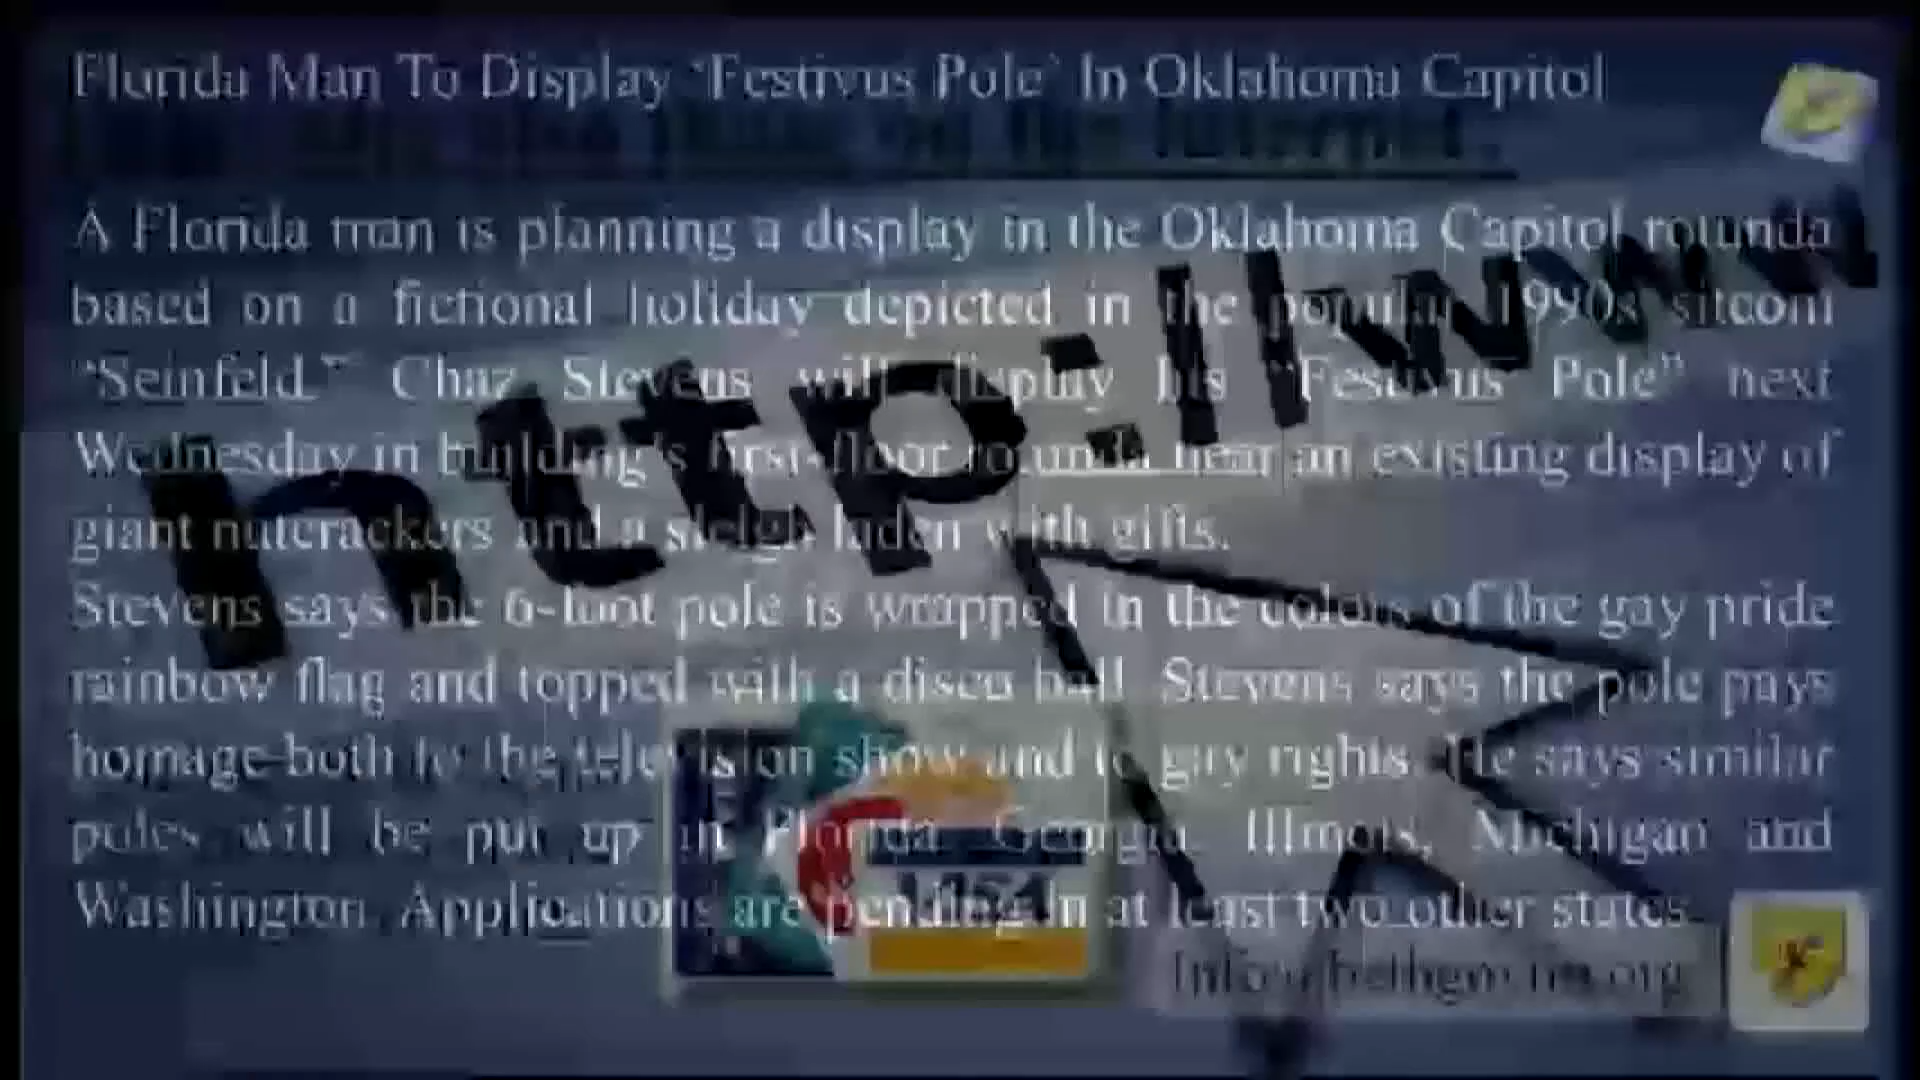 Florida Man To Display ‘Festivus Pole’ In Oklahoma Capitol
A Florida man is planning a display in the Oklahoma Capitol rotunda
based on a fictional holiday depicted in the popular 1990s sitcom
“Seinfeld.” Chaz Stevens will display his “Festivus Pole” next
Wednesday in building's first-floor rotunda near an existing display of
giant nutcrackers and a sleigh laden with gifts.
Stevens says the 6-foot pole is wrapped in the colors of the gay pride
rainbow flag and topped with a disco ball. Stevens says the pole pays
homage both to the television show and to gay rights. He says similar
poles will be put up in Florida, Georgia, Illinois, Michigan and
Washington. Applications are pending in at least two other states.
http://www
VISA